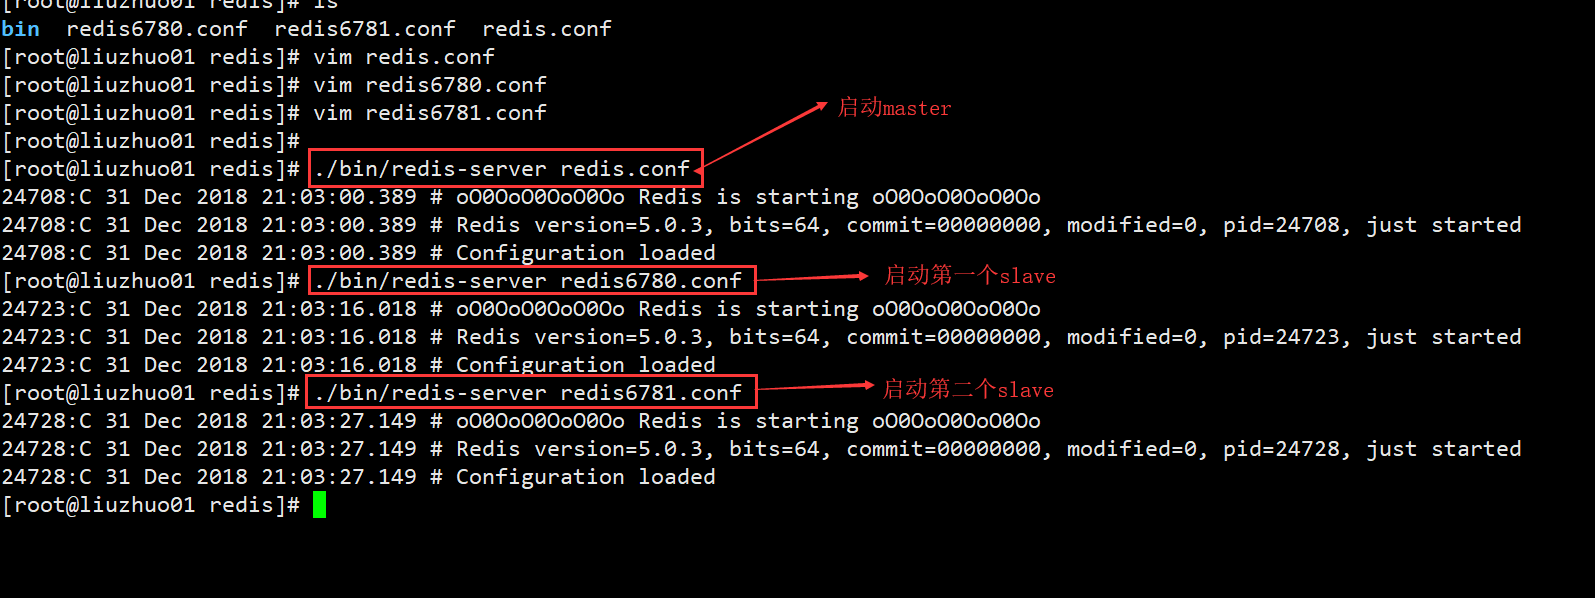 [root@liuzhuo01 redis]# ls
bin  redis6780.conf  redis6781.conf  redis.conf
[root@liuzhuo01 redis]# vim redis.conf
[root@liuzhuo01 redis]# vim redis6780.conf
[root@liuzhuo01 redis]# vim redis6781.conf
启动master
[root@liuzhuo01 redis]#
[root@liuzhuo01 redis]# ./bin/redis-server redis.conf
24708:C 31 Dec 2018 21:03:00.389 # oO0OoO0OoO0Oo Redis is starting oO0OoO0OoO0Oo
24708:C 31 Dec 2018 21:03:00.389 # Redis version=5.0.3, bits=64, commit=00000000, modified=0, pid=24708, just started
24708:C 31 Dec 2018 21:03:00.389 # Configuration loaded
[root@liuzhuo01 redis]# ./bin/redis-server redis6780.conf 启动第一个slave
24723:C 31 Dec 2018 21:03:16.018 # oO0OoO0OoO0Oo Redis is starting oO0OoO0OoO0Oo
24723:C 31 Dec 2018 21:03:16.018 # Redis version=5.0.3, bits=64, commit=00000000, modified=0, pid=24723, just started
24723:C 31 Dec 2018 21:03:16.018 # Configuration loaded
[root@liuzhuo01 redis]# ./bin/redis-server redis6781.conf 启动第二个slave
24728:C 31 Dec 2018 21:03:27.149 # oO0OoO0OoO0Oo Redis is starting oO0OoO0OoO0Oo
24728:C 31 Dec 2018 21:03:27.149 # Redis version=5.0.3, bits=64, commit=00000000, modified=0, pid=24728, just started
24728:C 31 Dec 2018 21:03:27.149 # Configuration loaded
[root@liuzhuo01 redis]#